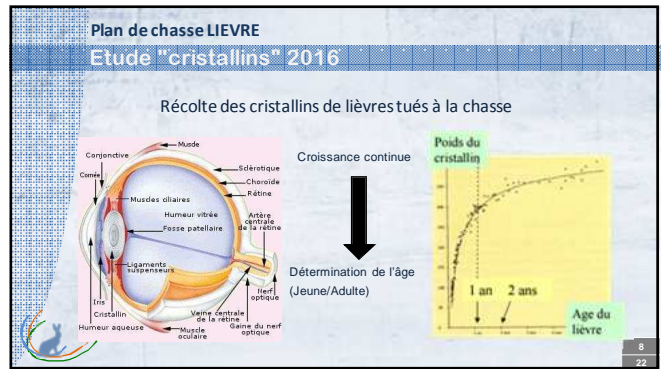 Plan de chasse LIEVRE
Etude "cristallins" 2016
Récolte des cristallins de lièvres tués à la chasse
Muscle
Conjonctive
Cornée
Sclérotique
Choroïde
Rétine
Muscles ciliaires
Humeur vitrée
Fosse patellaire
Artère
centrale
de la rétine
Ligaments
suspenseurs
Iris
Cristallin
Humeur aqueuse
Nerf
optique
Veine centrale
de la rétine
Muscle
oculaire
Gaine du nerf
optique
Croissance continue
Détermination de l'âge
(Jeune/Adulte)
Poids du
cristallin
1 an
2 ans
Age du
lièvre
8
22